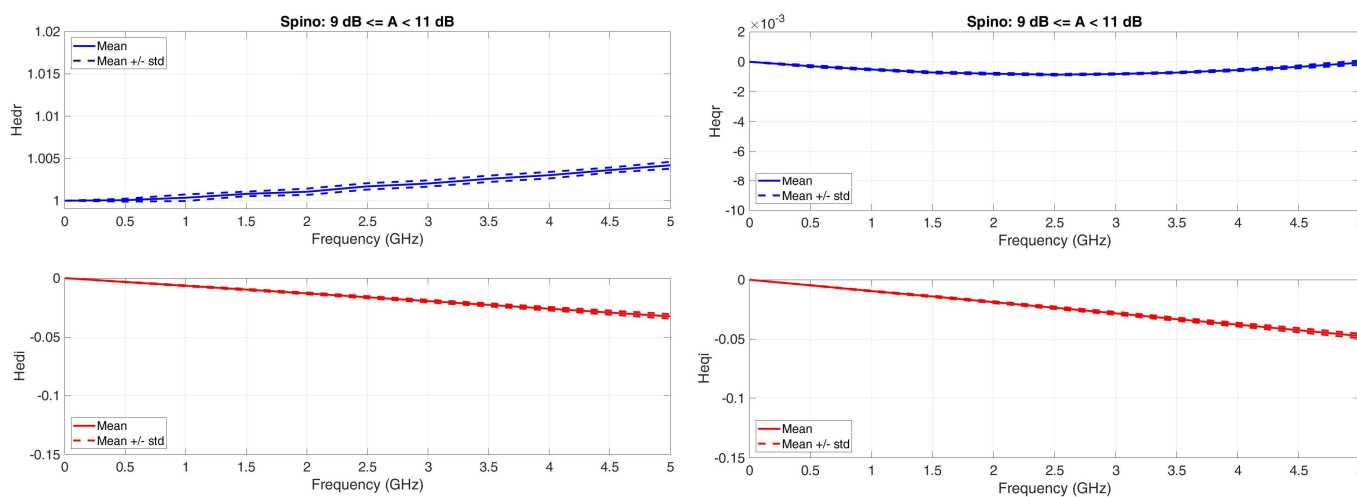 Spino: 9 dB <= A < 11 dB
1.02
1.015
1.01
1.005
1
Hedr
Mean
Mean +/- std
0 0.5 1 1.5 2 2.5 3 3.5 4 4.5 5
Frequency (GHz)
Spino: 9 dB <= A < 11 dB
×10⁻³
2
0
-2
-4
-6
-8
-10
Heqr
Mean
Mean +/- std
0 0.5 1 1.5 2 2.5 3 3.5 4 4.5
Frequency (GHz)
0
-0.05
-0.1
-0.15
Hedi
Mean
Mean +/- std
0 0.5 1 1.5 2 2.5 3 3.5 4 4.5 5
Frequency (GHz)
0
-0.05
-0.1
-0.15
Heqi
Mean
Mean +/- std
0 0.5 1 1.5 2 2.5 3 3.5 4 4.5
Frequency (GHz)